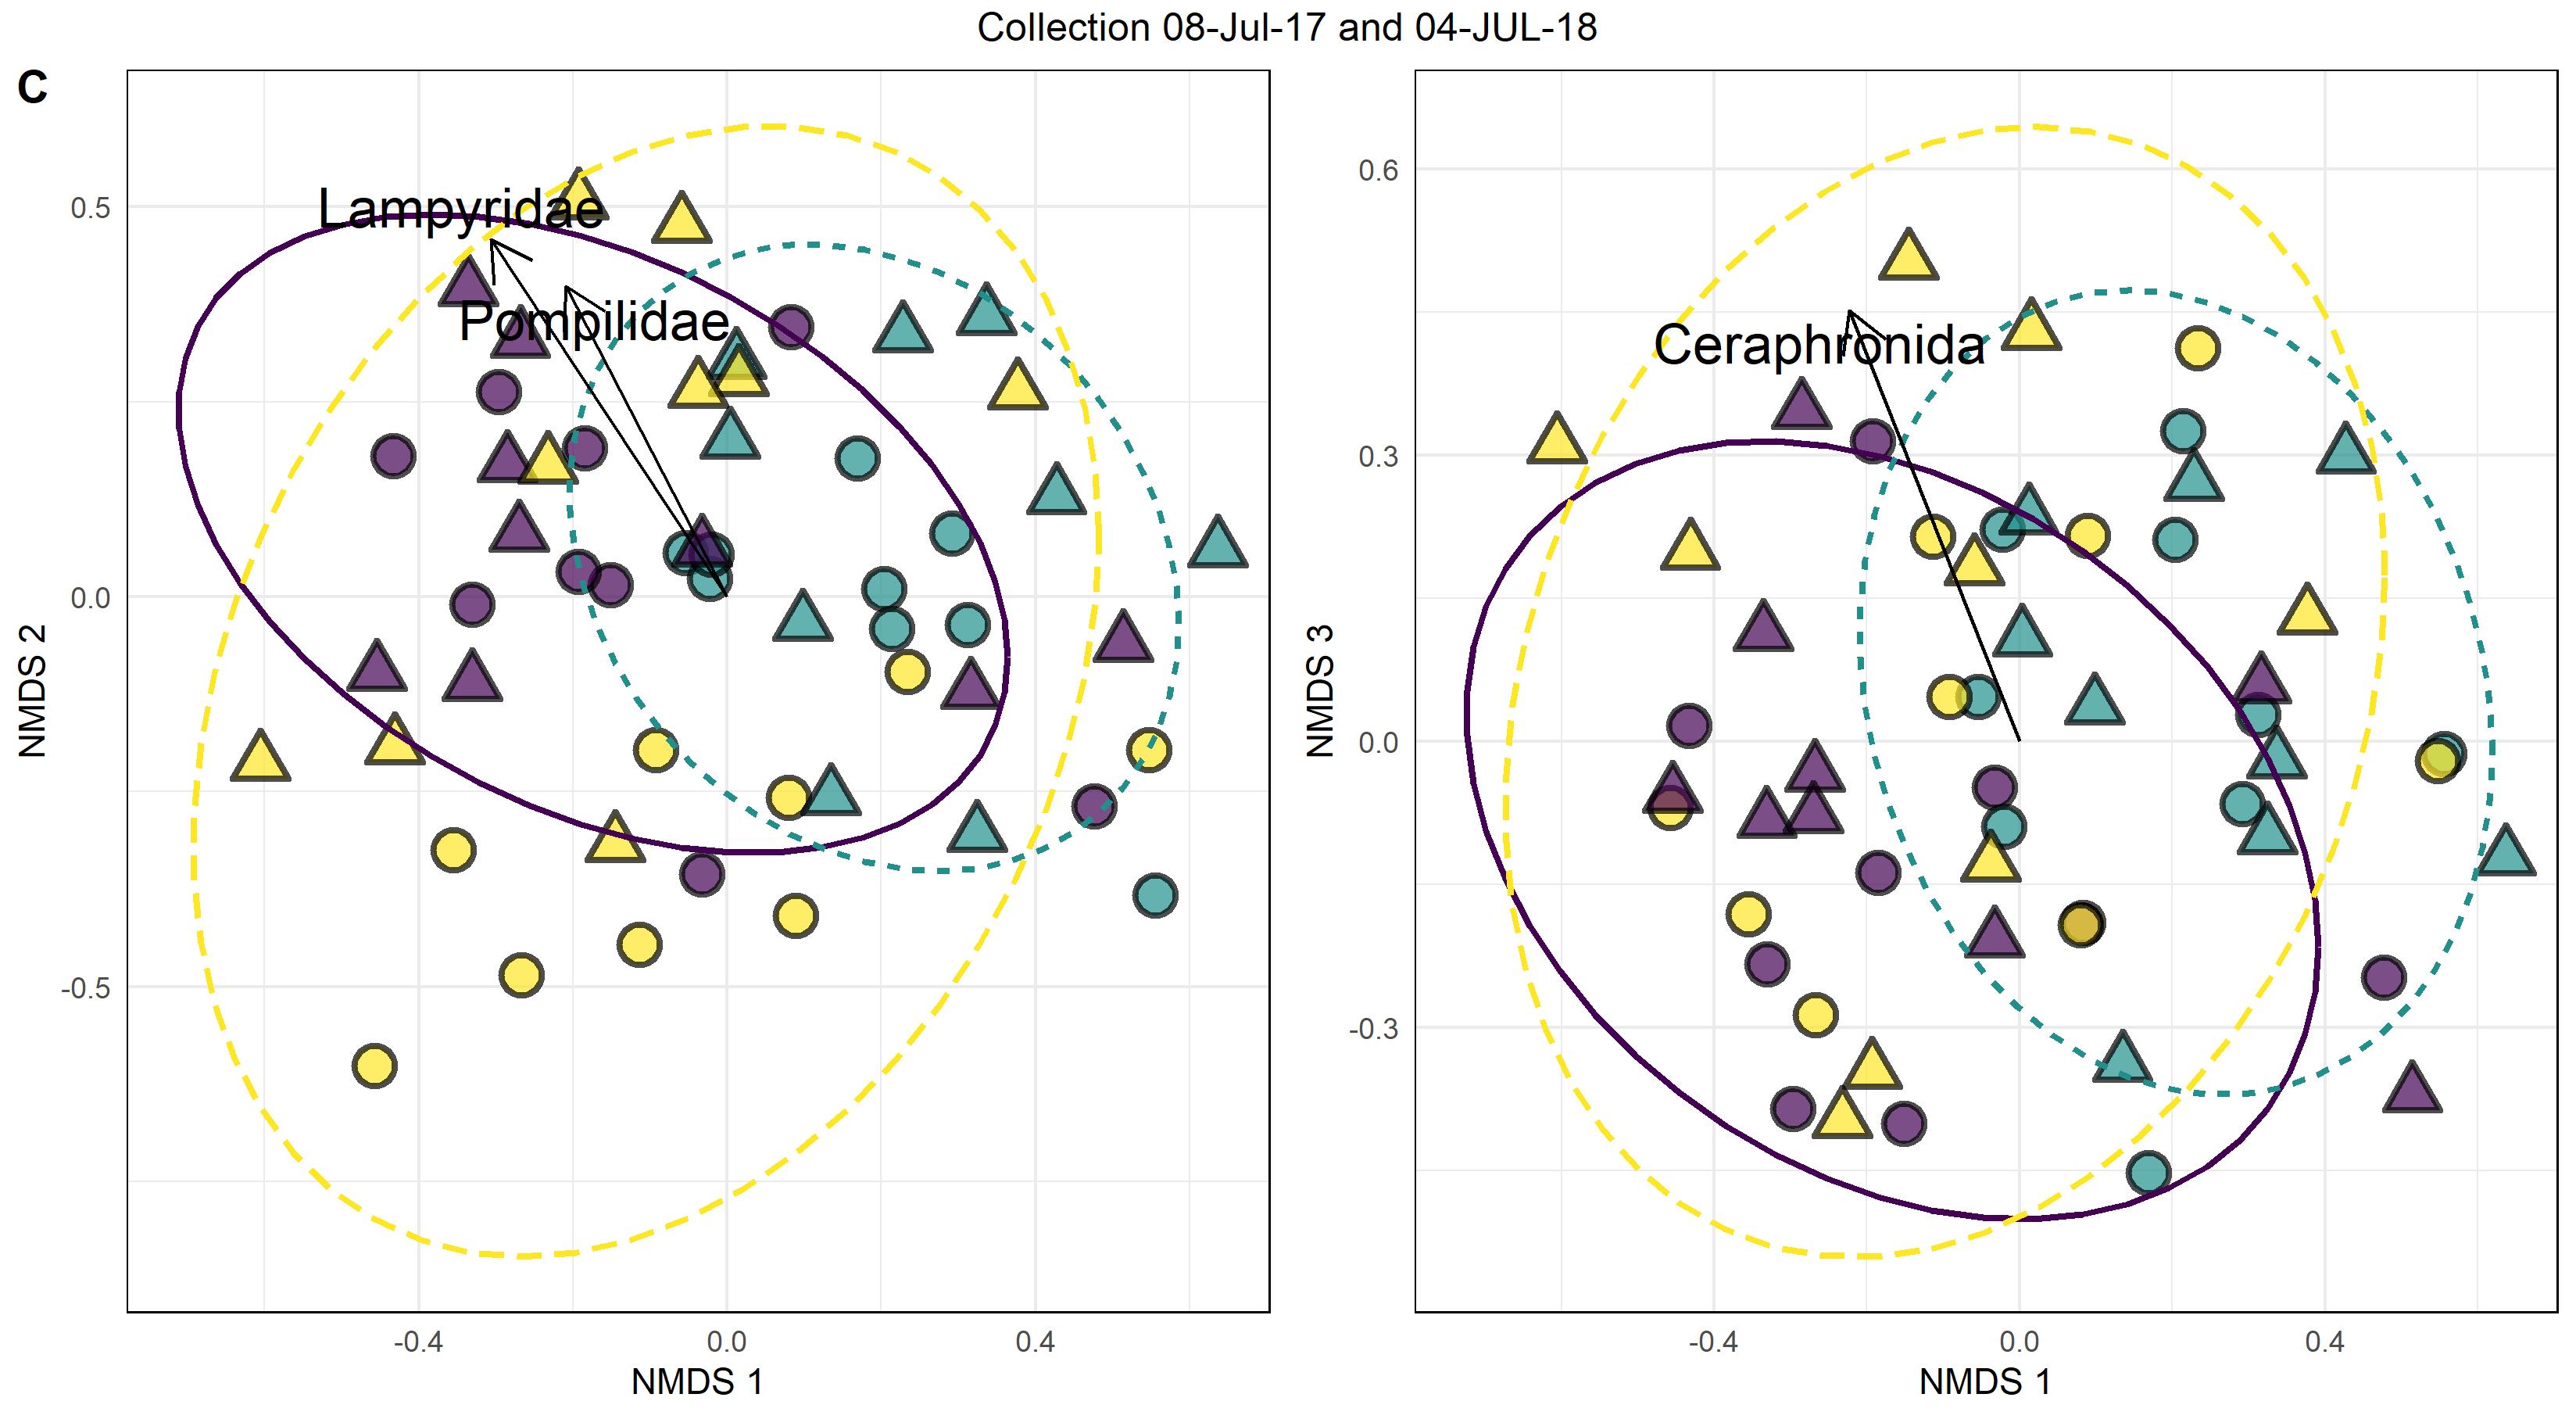 Collection 08-Jul-17 and 04-JUL-18
C
Lampyridae
Pompilidae
0.5
0.0
-0.5
NMDS 2
-0.4 0.0 0.4
NMDS 1
Ceraphronida
0.6
0.3
0.0
-0.3
NMDS 3
-0.4 0.0 0.4
NMDS 1